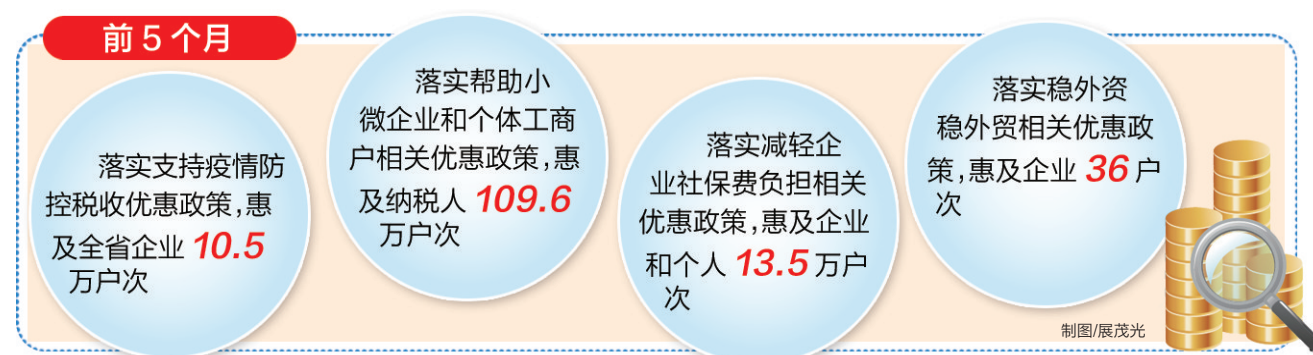 前5个月
落实支持疫情防
控税收优惠政策,惠
及全省企业 10.5
万户次
落实帮助小
微企业和个体工商
户相关优惠政策,惠
及纳税人 109.6
万户次
落实减轻企
业社保费负担相关
优惠政策,惠及企业
和个人 13.5 万户
次
落实稳外资
稳外贸相关优惠政
策,惠及企业 36 户
次
制图/展茂光